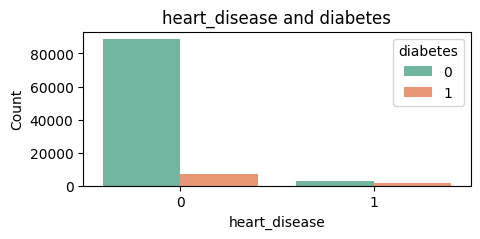 heart_disease and diabetes
Count
80000
60000
40000
20000
0
diabetes
0
1
0
1
heart_disease